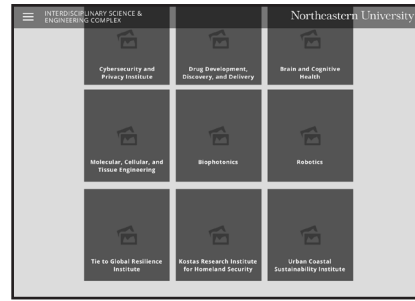 INTERDISCIPLINARY SCIENCE &
ENGINEERING COMPLEX
Northeastern University
Cybersecurity and
Privacy Institute
Drug Development,
Discovery, and Delivery
Brain and Cognitive
Health
Molecular, Cellular, and
Tissue Engineering
Biophotonics
Robotics
Tie to Global Resilience
Institute
Kostas Research Institute
for Homeland Security
Urban Coastal
Sustainability Institute